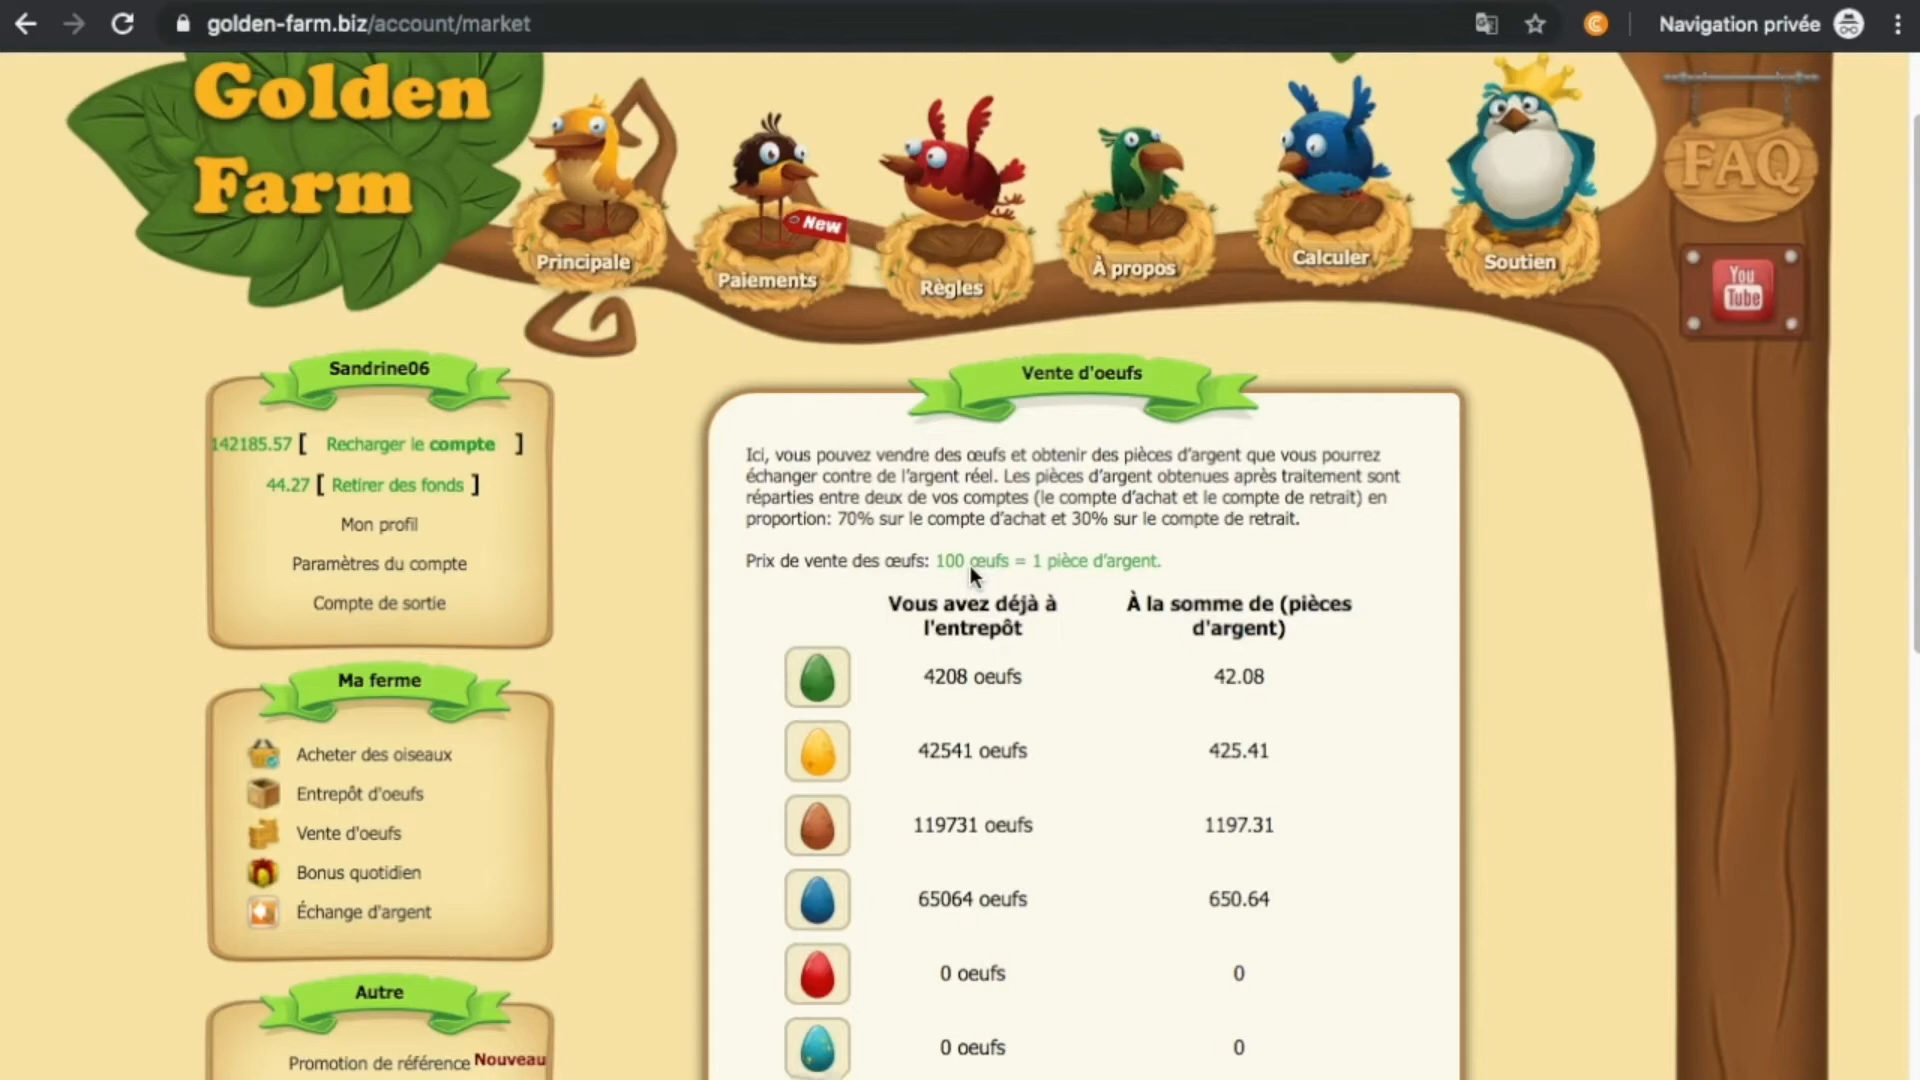 golden-farm.biz/account/market
Navigation privée
Golden
Farm
Principale
New
Paiements
Règles
À propos
Calculer
Soutien
FAQ
You
Tube
Sandrine06
142185.57 [ Recharger le compte ]
44.27 [ Retirer des fonds ]
Mon profil
Paramètres du compte
Compte de sortie
Ma ferme
Acheter des oiseaux
Entrepôt d'oeufs
Vente d'oeufs
Bonus quotidien
Échange d'argent
Autre
Promotion de référence Nouveau
Vente d'oeufs
Ici, vous pouvez vendre des œufs et obtenir des pièces d'argent que vous pourrez
échanger contre de l'argent réel. Les pièces d'argent obtenues après traitement sont
réparties entre deux de vos comptes (le compte d'achat et le compte de retrait) en
proportion: 70% sur le compte d'achat et 30% sur le compte de retrait.
Prix de vente des œufs: 100 œufs = 1 pièce d'argent.
Vous avez déjà à
l'entrepôt
À la somme de (pièces
d'argent)
4208 oeufs 42.08
42541 oeufs 425.41
119731 oeufs 1197.31
65064 oeufs 650.64
0 oeufs 0
0 oeufs 0